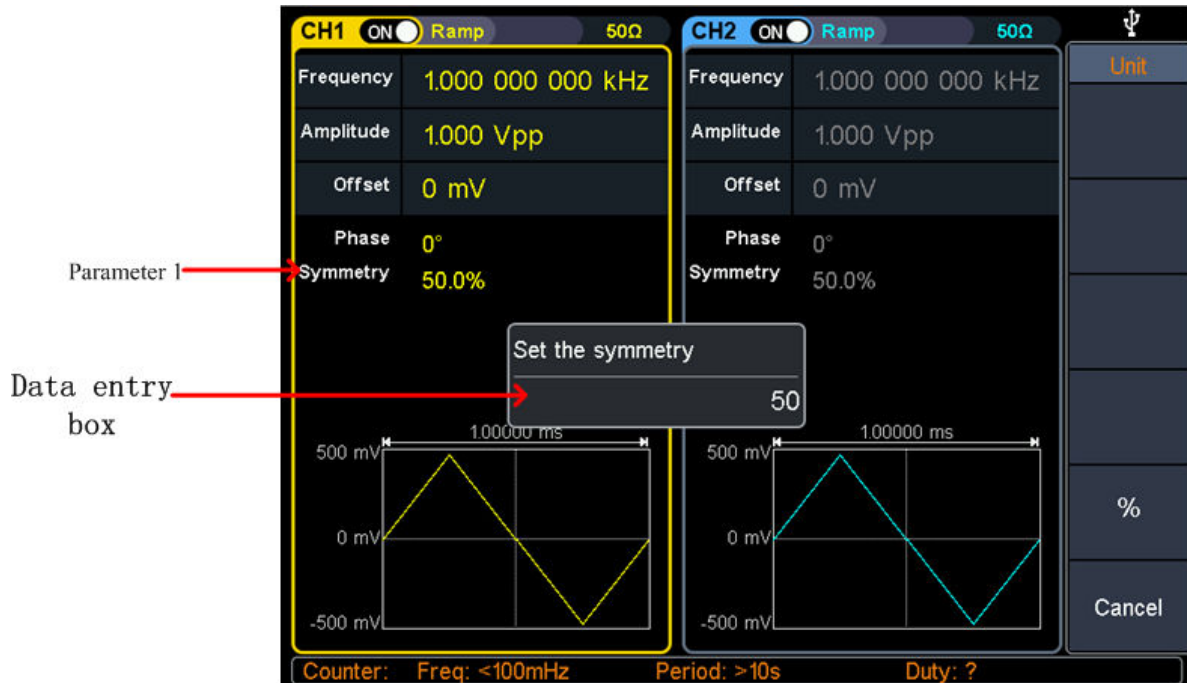 CH1 ON Ramp 50Ω
Frequency 1.000 000 000 kHz
Amplitude 1.000 Vpp
Offset 0 mV
Phase 0°
Symmetry 50.0%
CH2 ON Ramp 50Ω
Frequency 1.000 000 000 kHz
Amplitude 1.000 Vpp
Offset 0 mV
Phase 0°
Symmetry 50.0%
Unit
%
Cancel
Parameter 1
Data entry
box
Set the symmetry
50
1.00000 ms
500 mV
0 mV
-500 mV
1.00000 ms
500 mV
0 mV
-500 mV
Counter: Freq: <100mHz Period: >10s Duty: ?